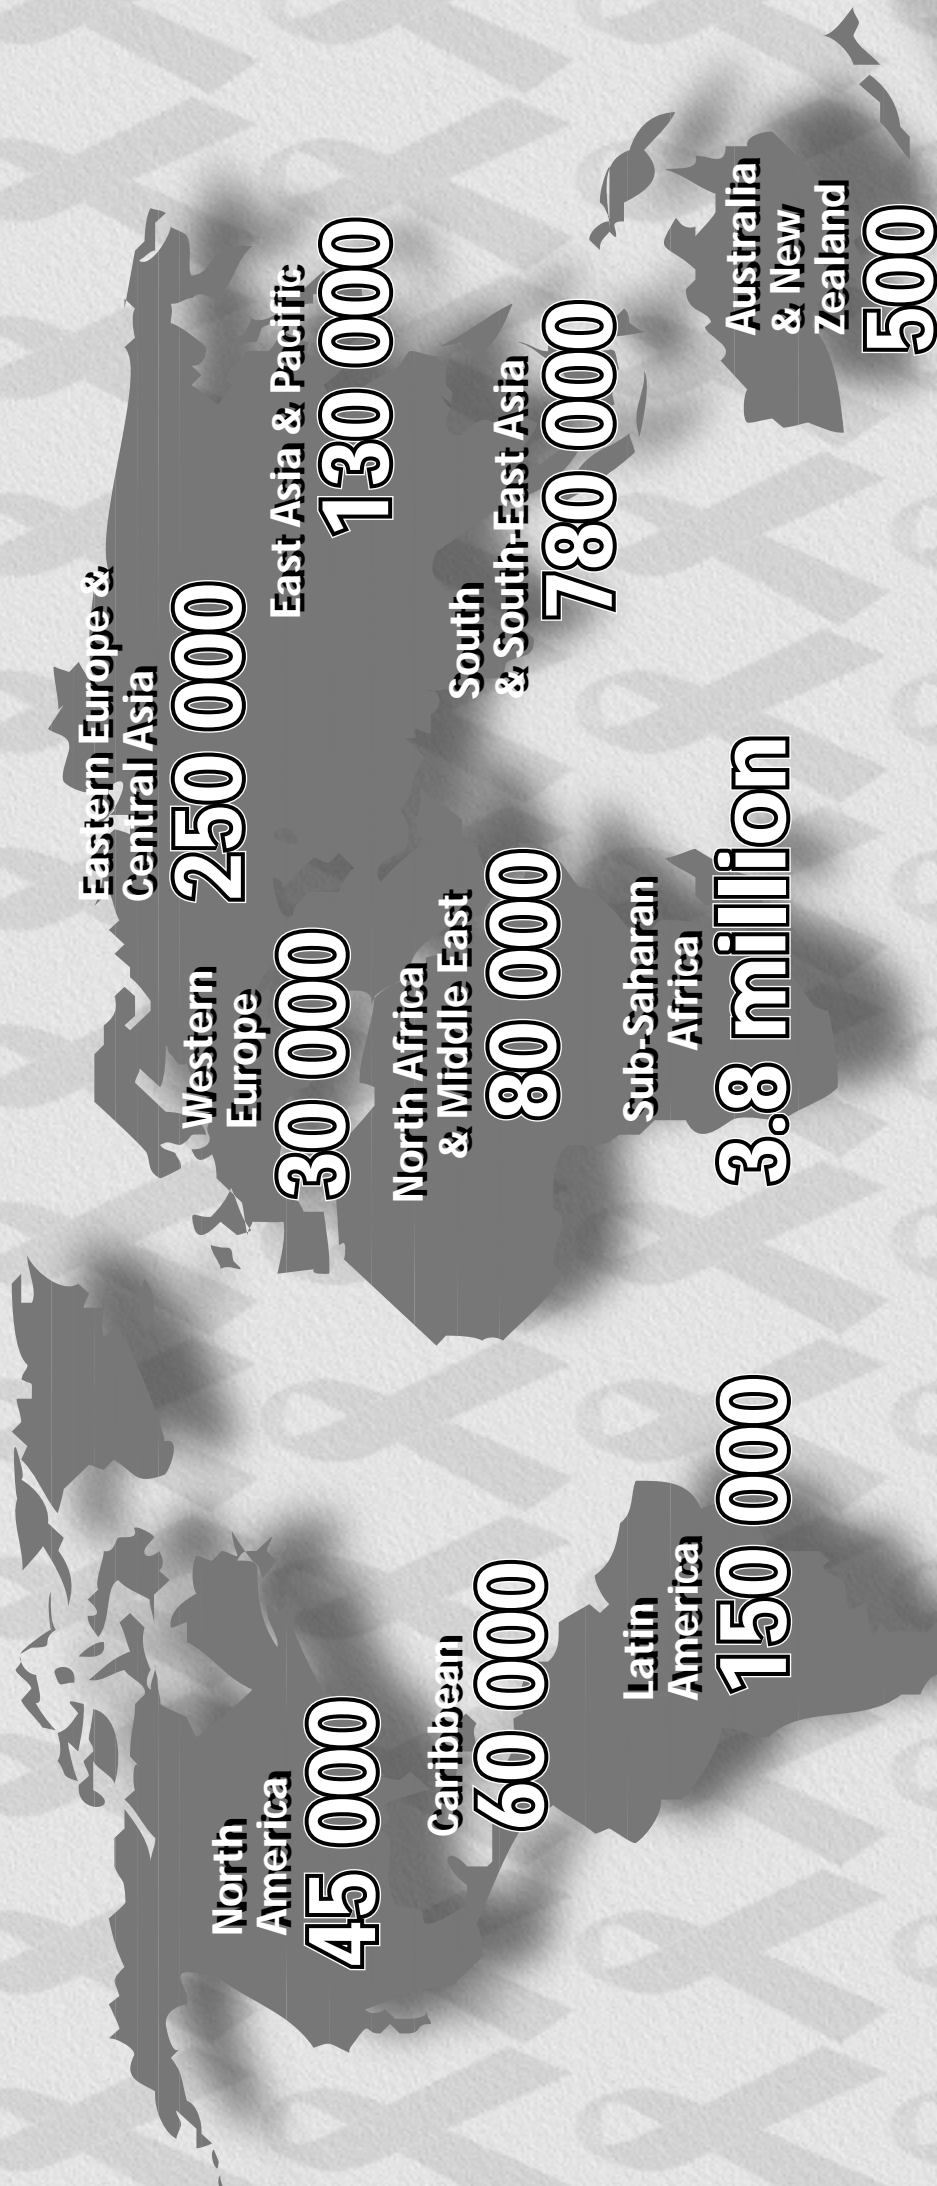 North
America
45 000
Caribbean
60 000
Latin
America
150 000
Western
Europe
30 000
North Africa
& Middle East
80 000
Sub-Saharan
Africa
3.8 million
Eastern Europe &
Central Asia
250 000
East Asia & Pacific
130 000
South
& South-East Asia
780 000
Australia
& New
Zealand
500